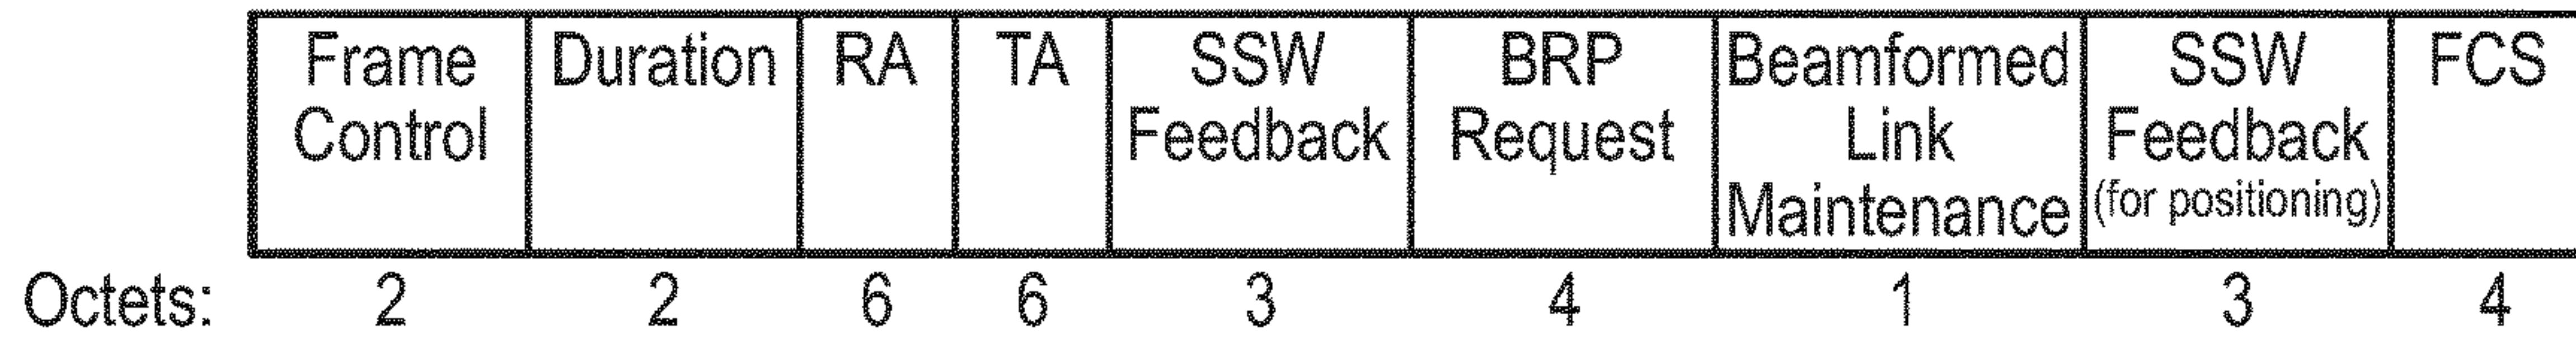 Frame Duration RA TA SSW BRP Beamformed SSW FCS
Control Feedback Request Link Feedback
Maintenance (for positioning)
Octets: 2 2 6 6 3 4 1 3 4